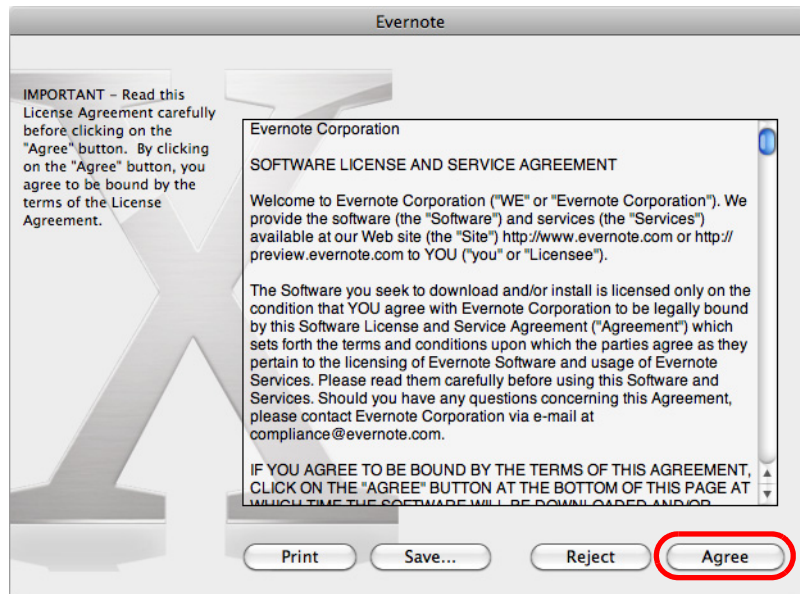 Evernote
IMPORTANT - Read this
License Agreement carefully
before clicking on the
"Agree" button. By clicking
on the "Agree" button, you
agree to be bound by the
terms of the License
Agreement.
Evernote Corporation
SOFTWARE LICENSE AND SERVICE AGREEMENT
Welcome to Evernote Corporation ("WE" or "Evernote Corporation"). We
provide the software (the "Software") and services (the "Services")
available at our Web site (the "Site") http://www.evernote.com or http://
preview.evernote.com to YOU ("you" or "Licensee").
The Software you seek to download and/or install is licensed only on the
condition that YOU agree with Evernote Corporation to be legally bound
by this Software License and Service Agreement ("Agreement") which
sets forth the terms and conditions upon which the parties agree as they
pertain to the licensing of Evernote Software and usage of Evernote
Services. Please read them carefully before using this Software and
Services. Should you have any questions concerning this Agreement,
please contact Evernote Corporation via e-mail at
compliance@evernote.com.
IF YOU AGREE TO BE BOUND BY THE TERMS OF THIS AGREEMENT,
CLICK ON THE "AGREE" BUTTON AT THE BOTTOM OF THIS PAGE AT
WHICH TIME THE SOFTWARE WILL BE DOWNLOADED AND/OR
Print
Save...
Reject
Agree